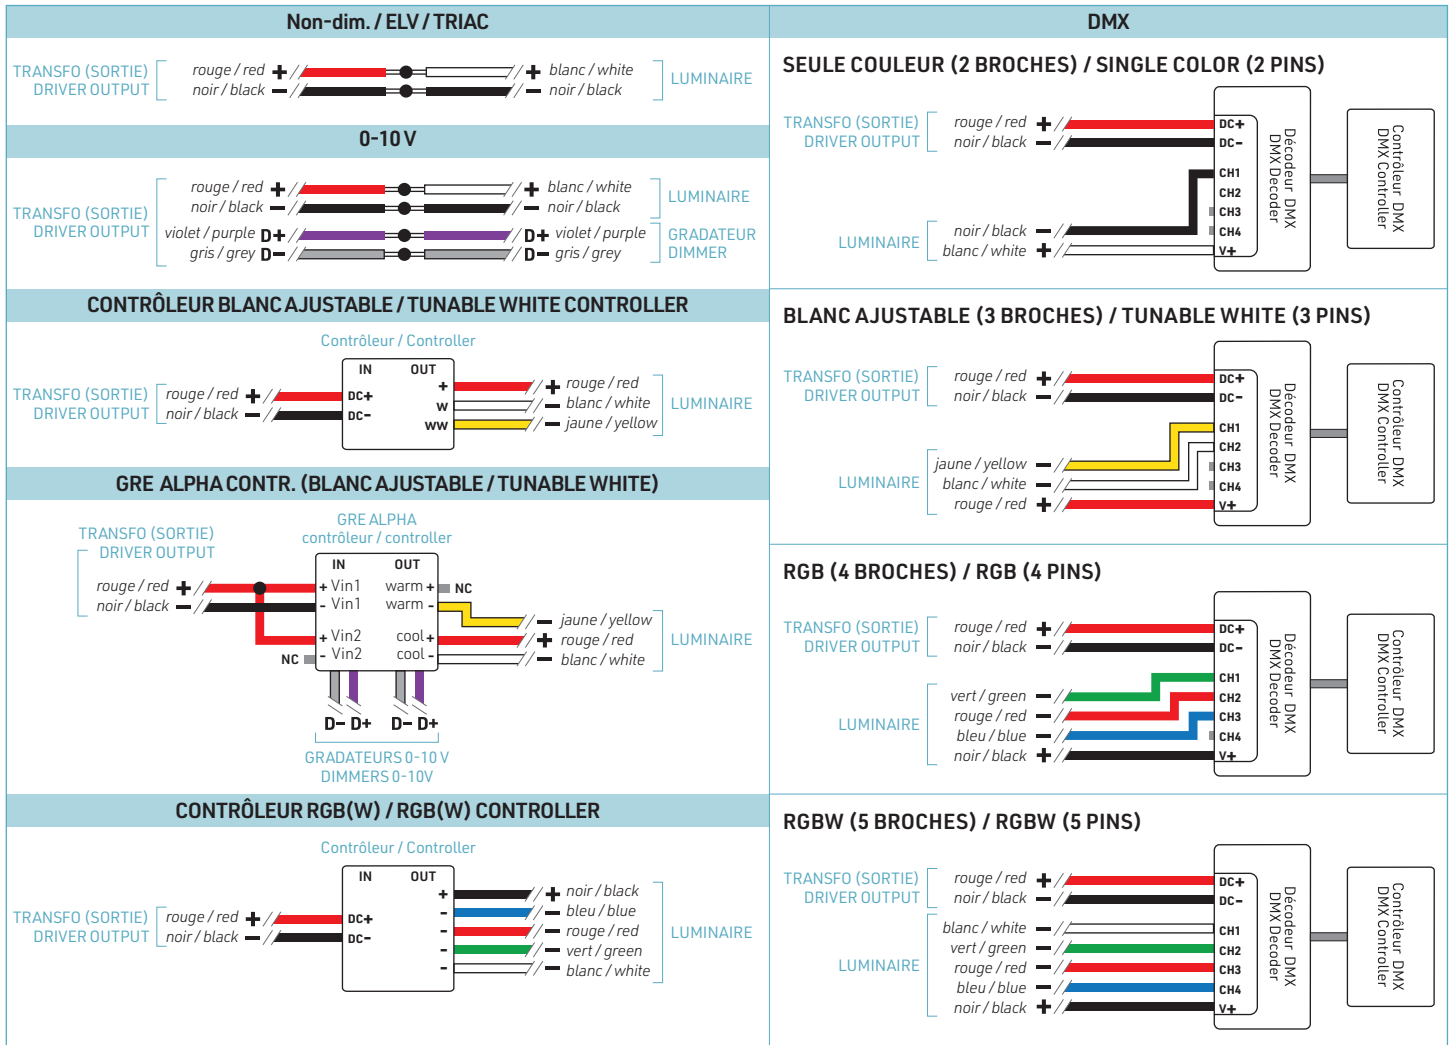 Non-dim. / ELV / TRIAC
TRANSFO (SORTIE)
DRIVER OUTPUT
rouge / red +
noir / black −
+ blanc / white
− noir / black
LUMINAIRE
0-10 V
TRANSFO (SORTIE)
DRIVER OUTPUT
rouge / red +
noir / black −
violet / purple D+
gris / grey D−
+ blanc / white
− noir / black
D+ violet / purple
D− gris / grey
LUMINAIRE
GRADATEUR
DIMMER
CONTRÔLEUR BLANC AJUSTABLE / TUNABLE WHITE CONTROLLER
Contrôleur / Controller
TRANSFO (SORTIE)
DRIVER OUTPUT
rouge / red +
noir / black −
IN OUT
DC+
DC−
+
W
WW
+ rouge / red
− blanc / white
− jaune / yellow
LUMINAIRE
GRE ALPHA CONTR. (BLANC AJUSTABLE / TUNABLE WHITE)
TRANSFO (SORTIE)
DRIVER OUTPUT
GRE ALPHA
contrôleur / controller
rouge / red +
noir / black −
IN OUT
+ Vin1 warm + NC
- Vin1 warm -
+ Vin2 cool +
NC - Vin2 cool -
− jaune / yellow
+ rouge / red
− blanc / white
LUMINAIRE
D− D+ D− D+
GRADATEURS 0-10 V
DIMMERS 0-10V
CONTRÔLEUR RGB(W) / RGB(W) CONTROLLER
Contrôleur / Controller
TRANSFO (SORTIE)
DRIVER OUTPUT
rouge / red +
noir / black −
IN OUT
DC+
DC−
+
-
-
-
-
+ noir / black
− bleu / blue
− rouge / red
− vert / green
− blanc / white
LUMINAIRE
DMX
SEULE COULEUR (2 BROCHES) / SINGLE COLOR (2 PINS)
TRANSFO (SORTIE)
DRIVER OUTPUT
rouge / red +
noir / black −
LUMINAIRE
noir / black −
blanc / white +
DC+
DC−
CH1
CH2
CH3
CH4
V+
Décodeur DMX
DMX Decoder
Contrôleur DMX
DMX Controller
BLANC AJUSTABLE (3 BROCHES) / TUNABLE WHITE (3 PINS)
TRANSFO (SORTIE)
DRIVER OUTPUT
rouge / red +
noir / black −
LUMINAIRE
jaune / yellow −
blanc / white −
rouge / red +
DC+
DC−
CH1
CH2
CH3
CH4
V+
Décodeur DMX
DMX Decoder
Contrôleur DMX
DMX Controller
RGB (4 BROCHES) / RGB (4 PINS)
TRANSFO (SORTIE)
DRIVER OUTPUT
rouge / red +
noir / black −
LUMINAIRE
vert / green −
rouge / red −
bleu / blue −
noir / black +
DC+
DC−
CH1
CH2
CH3
CH4
V+
Décodeur DMX
DMX Decoder
Contrôleur DMX
DMX Controller
RGBW (5 BROCHES) / RGBW (5 PINS)
TRANSFO (SORTIE)
DRIVER OUTPUT
rouge / red +
noir / black −
LUMINAIRE
blanc / white −
vert / green −
rouge / red −
bleu / blue −
noir / black +
DC+
DC−
CH1
CH2
CH3
CH4
V+
Décodeur DMX
DMX Decoder
Contrôleur DMX
DMX Controller